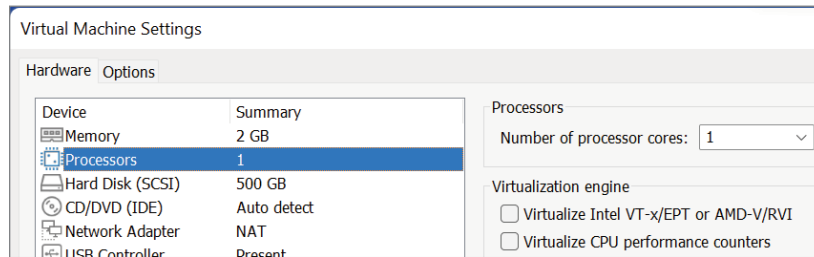 Virtual Machine Settings
Hardware Options
Device Summary
Memory 2 GB
Processors 1
Hard Disk (SCSI) 500 GB
CD/DVD (IDE) Auto detect
Network Adapter NAT
USB Controller Present
Processors
Number of processor cores: 1
Virtualization engine
Virtualize Intel VT-x/EPT or AMD-V/RVI
Virtualize CPU performance counters